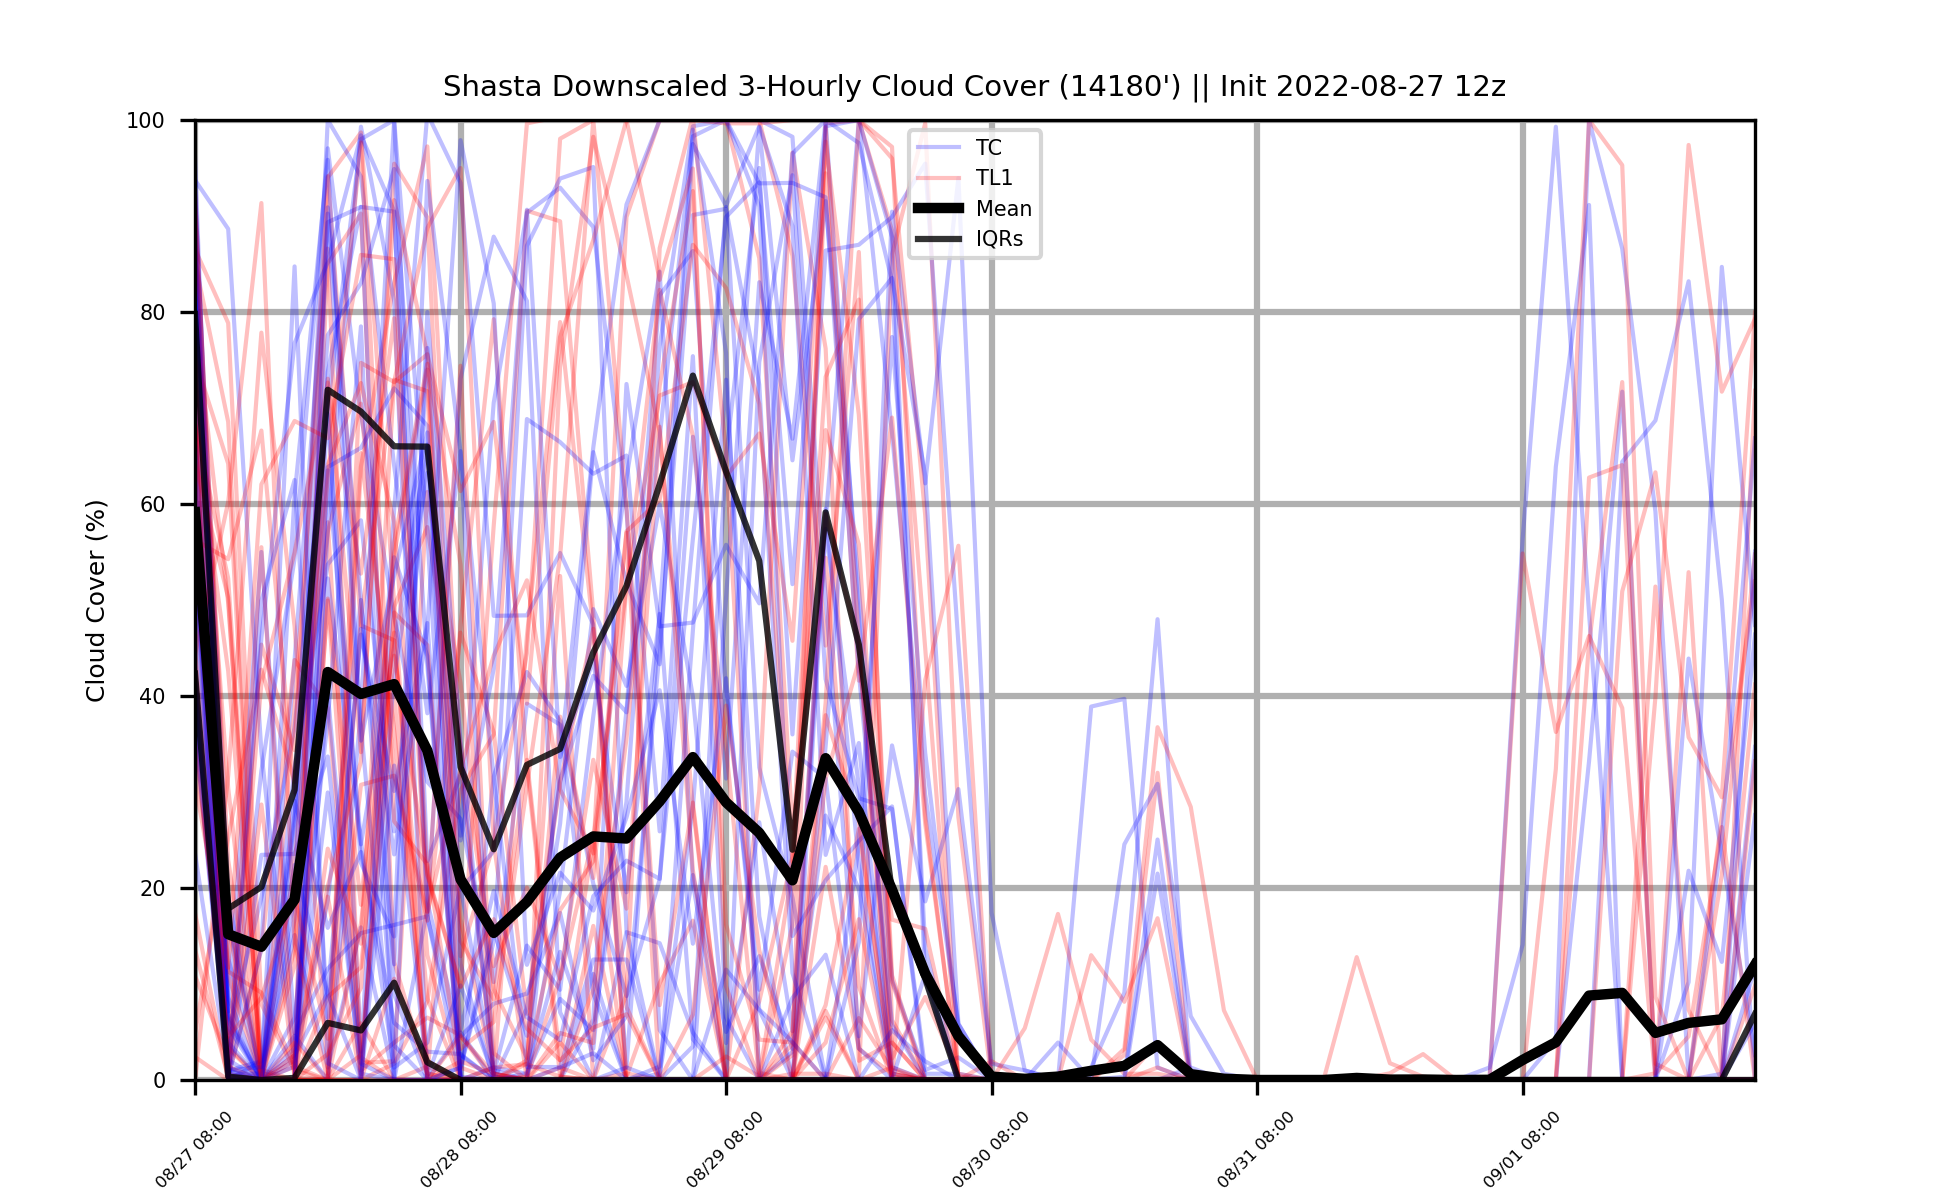 Shasta Downscaled 3-Hourly Cloud Cover (14180') || Init 2022-08-27 12z
TC
TL1
Mean
IQRs
Cloud Cover (%)
100
80
60
40
20
0
08/27 08:00
08/28 08:00
08/29 08:00
08/30 08:00
08/31 08:00
09/01 08:00